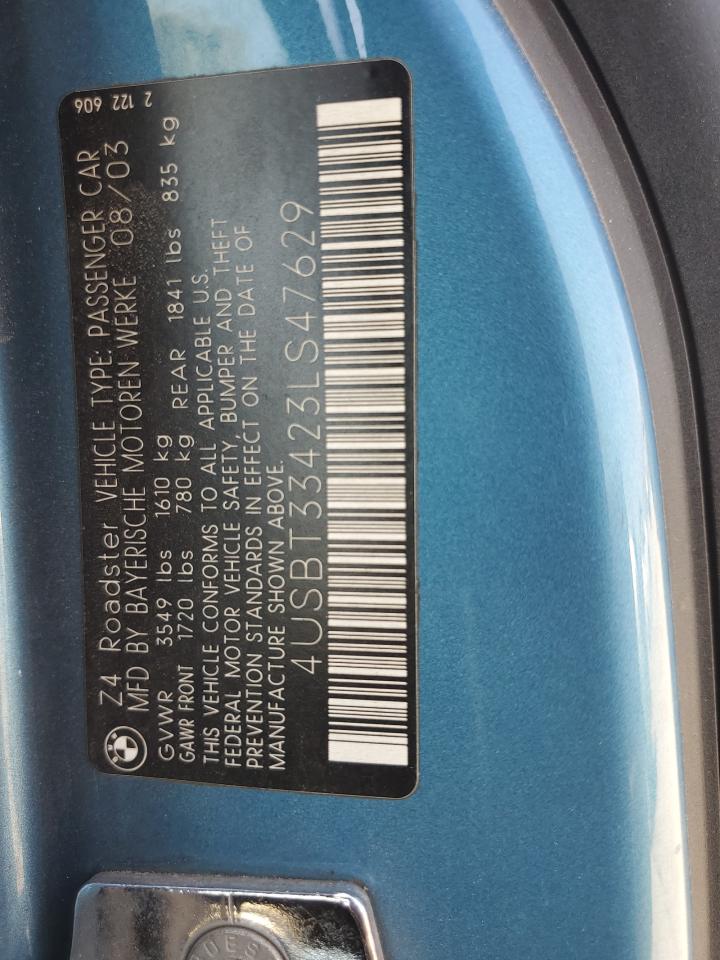 2 122 606
Z4 Roadster VEHICLE TYPE: PASSENGER CAR
MFD BY BAYERISCHE MOTOREN WERKE 08/03
GVWR 3549 lbs 1610 kg
GAWR FRONT 1720 lbs 780 kg REAR 1841 lbs 835 kg
THIS VEHICLE CONFORMS TO ALL APPLICABLE U.S.
FEDERAL MOTOR VEHICLE SAFETY, BUMPER AND THEFT
PREVENTION STANDARDS IN EFFECT ON THE DATE OF
MANUFACTURE SHOWN ABOVE.
4USBT33423LS47629